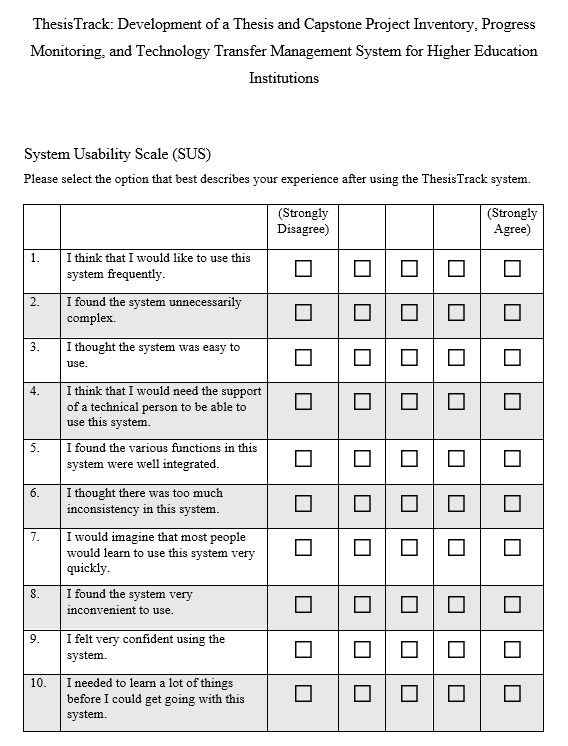 ThesisTrack: Development of a Thesis and Capstone Project Inventory, Progress
Monitoring, and Technology Transfer Management System for Higher Education
Institutions
System Usability Scale (SUS)
Please select the option that best describes your experience after using the ThesisTrack system.
(Strongly
Disagree)
(Strongly
Agree)
1. I think that I would like to use this
system frequently.
2. I found the system unnecessarily
complex.
3. I thought the system was easy to
use.
4. I think that I would need the support
of a technical person to be able to
use this system.
5. I found the various functions in this
system were well integrated.
6. I thought there was too much
inconsistency in this system.
7. I would imagine that most people
would learn to use this system very
quickly.
8. I found the system very
inconvenient to use.
9. I felt very confident using the
system.
10. I needed to learn a lot of things
before I could get going with this
system.